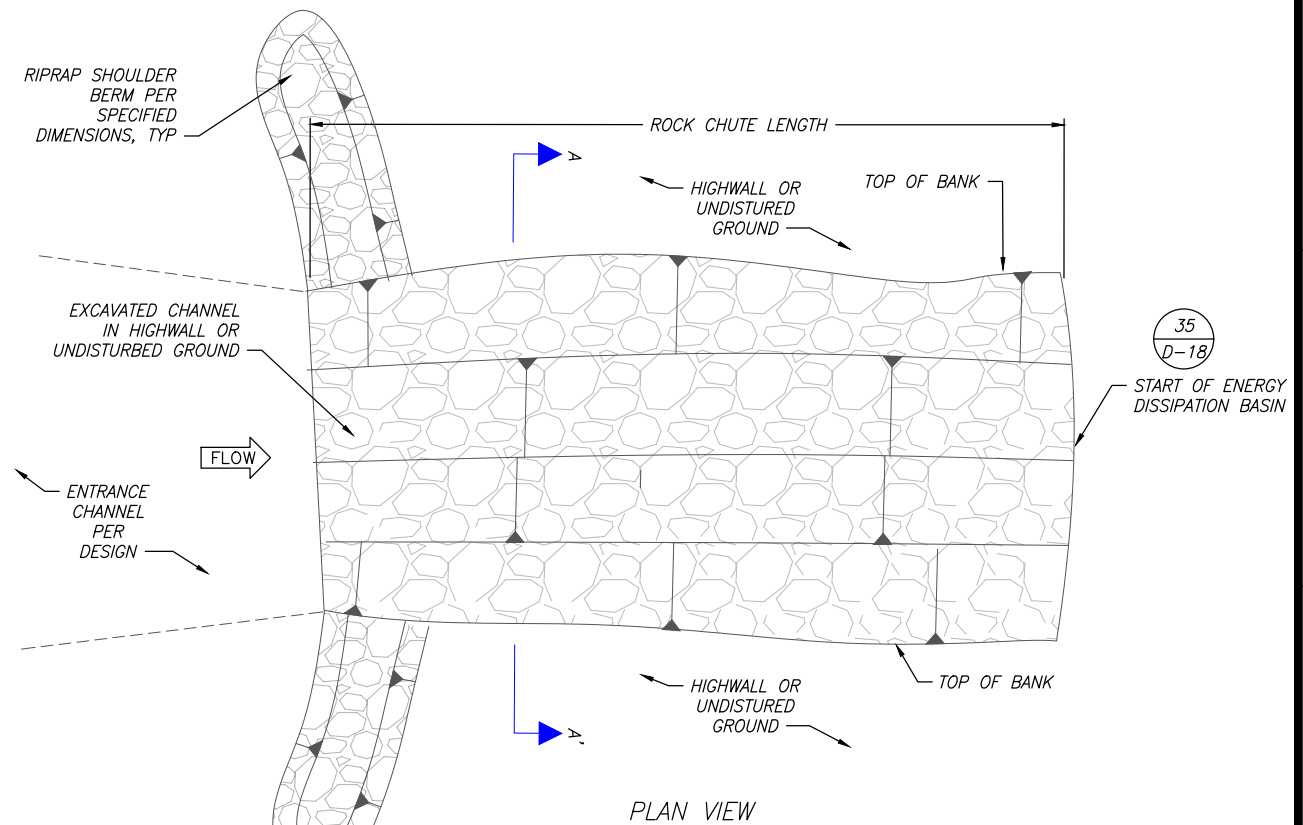 RIPRAP SHOULDER
BERM PER
SPECIFIED
DIMENSIONS, TYP
ROCK CHUTE LENGTH
A
HIGHWALL OR
UNDISTURED
GROUND
TOP OF BANK
EXCAVATED CHANNEL
IN HIGHWALL OR
UNDISTURBED GROUND
35
D-18
START OF ENERGY
DISSIPATION BASIN
FLOW
ENTRANCE
CHANNEL
PER
DESIGN
HIGHWALL OR
UNDISTURED
GROUND
TOP OF BANK
A'
PLAN VIEW